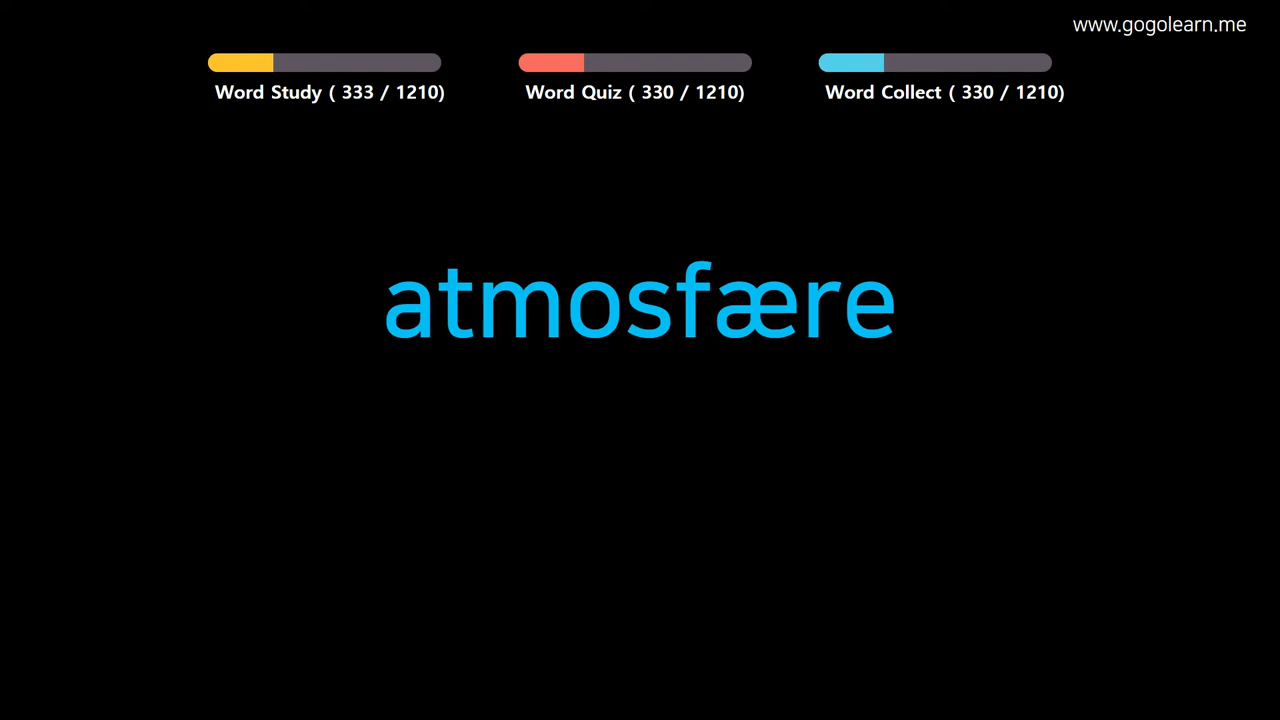 www.gogolearn.me
Word Study ( 333 / 1210)
Word Quiz ( 330 / 1210)
Word Collect ( 330 / 1210)
atmosfære